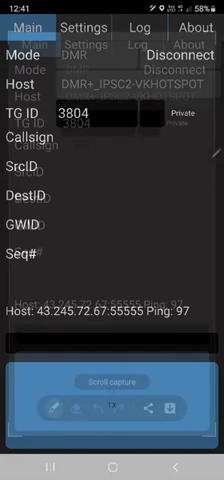 12:41 58%
Main Settings Log About
Main Settings Log About
Mode DMR Disconnect
Mode DMR Disconnect
Host DMR+_IPSC2-VKHOTSPOT
Host DMR+_IPSC2-VKHOTSPOT
TG ID 3804 Private
TG ID 3804
Callsign
Callsign
SrcID
SrcID
DestID
GWID
GWID
Seq#
Seq#
Host: 43.245.72.67:55555 Ping: 97
Host: 43.245.72.67:55555 Ping: 97
Scroll capture
TX